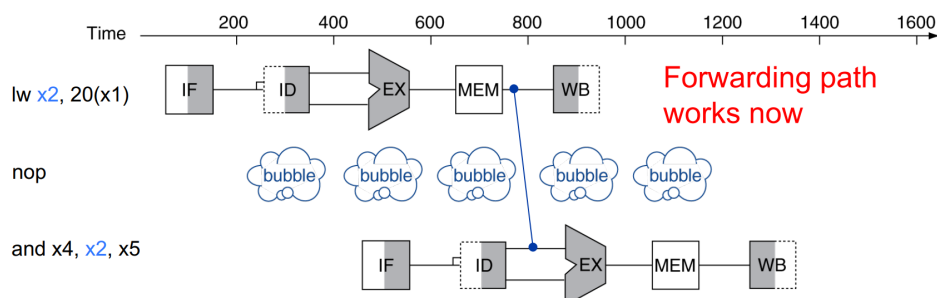 Time 200 400 600 800 1000 1200 1400 1600
lw x2, 20(x1) IF ID EX MEM WB
Forwarding path
works now
nop bubble bubble bubble bubble bubble
and x4, x2, x5 IF ID EX MEM WB